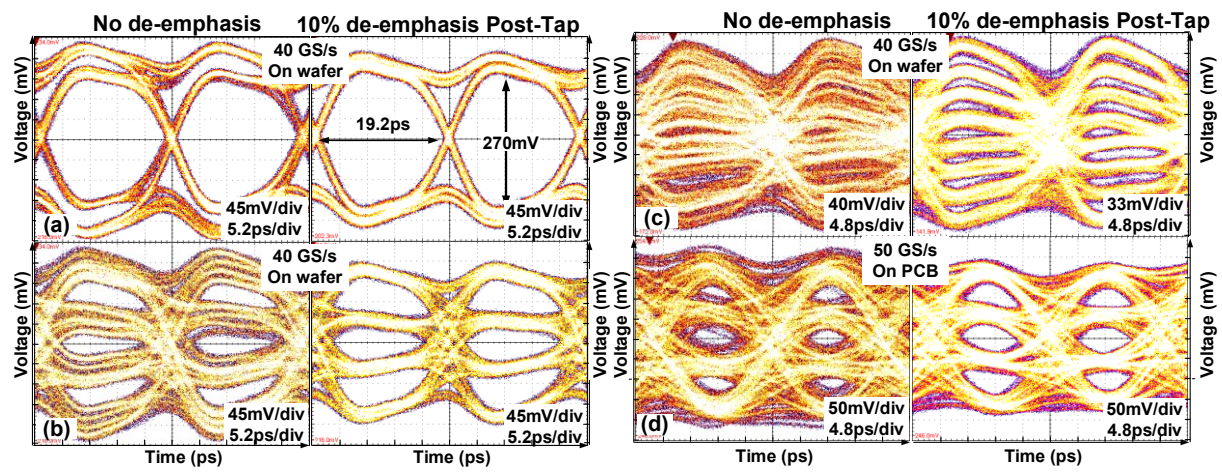 No de-emphasis
10% de-emphasis Post-Tap
No de-emphasis
10% de-emphasis Post-Tap
Voltage (mV)
40 GS/s
On wafer
19.2ps
270mV
(a)
45mV/div
5.2ps/div
45mV/div
5.2ps/div
-202.3mV
Voltage (mV)
Voltage (mV)
40 GS/s
On wafer
(c)
40mV/div
4.8ps/div
33mV/div
4.8ps/div
-141.9mV
Voltage (mV)
Voltage (mV)
40 GS/s
On wafer
(b)
45mV/div
5.2ps/div
45mV/div
5.2ps/div
Voltage (mV)
Voltage (mV)
50 GS/s
On PCB
(d)
50mV/div
4.8ps/div
50mV/div
4.8ps/div
Voltage (mV)
Time (ps)
Time (ps)
Time (ps)
Time (ps)